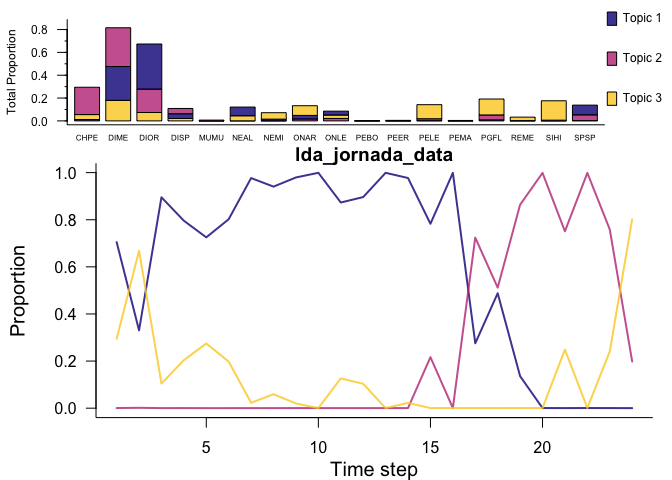 Total Proportion
0.8
0.6
0.4
0.2
0.0
CHPE DIME DIOR DISP MUMU NEAL NEMI ONAR ONLE PEBO PEER PELE PEMA PGFL REME SIHI SPSP
Topic 1
Topic 2
Topic 3
lda_jornada_data
Proportion
1.0
0.8
0.6
0.4
0.2
0.0
5 10 15 20
Time step